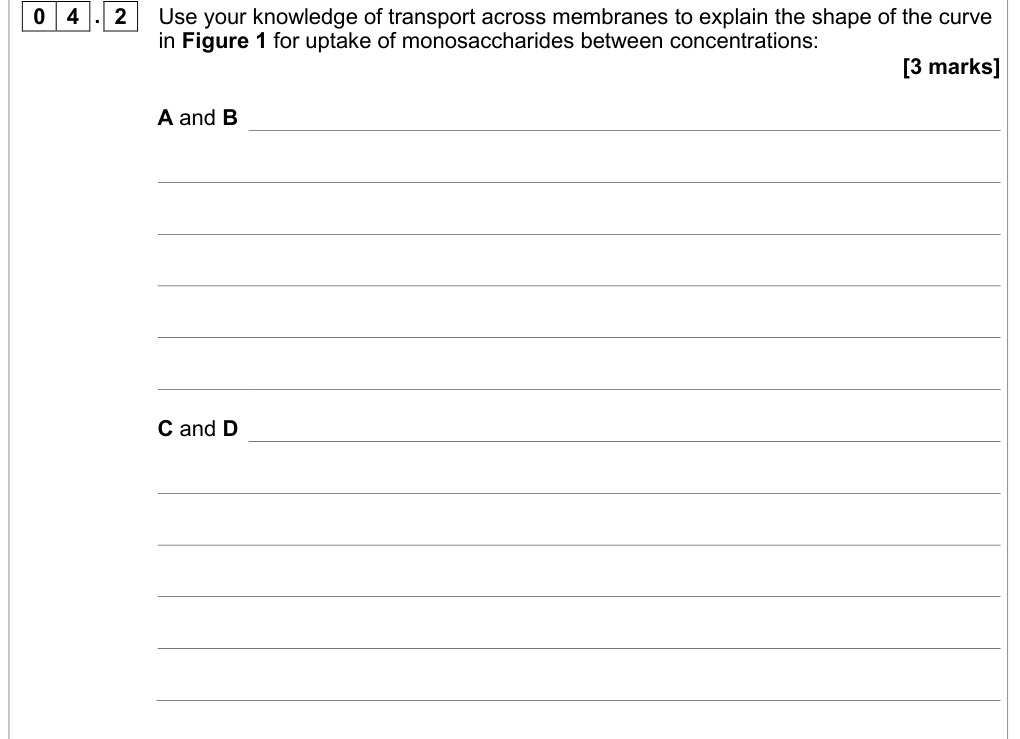 0 4 . 2 Use your knowledge of transport across membranes to explain the shape of the curve
in Figure 1 for uptake of monosaccharides between concentrations:
[3 marks]
A and B
C and D